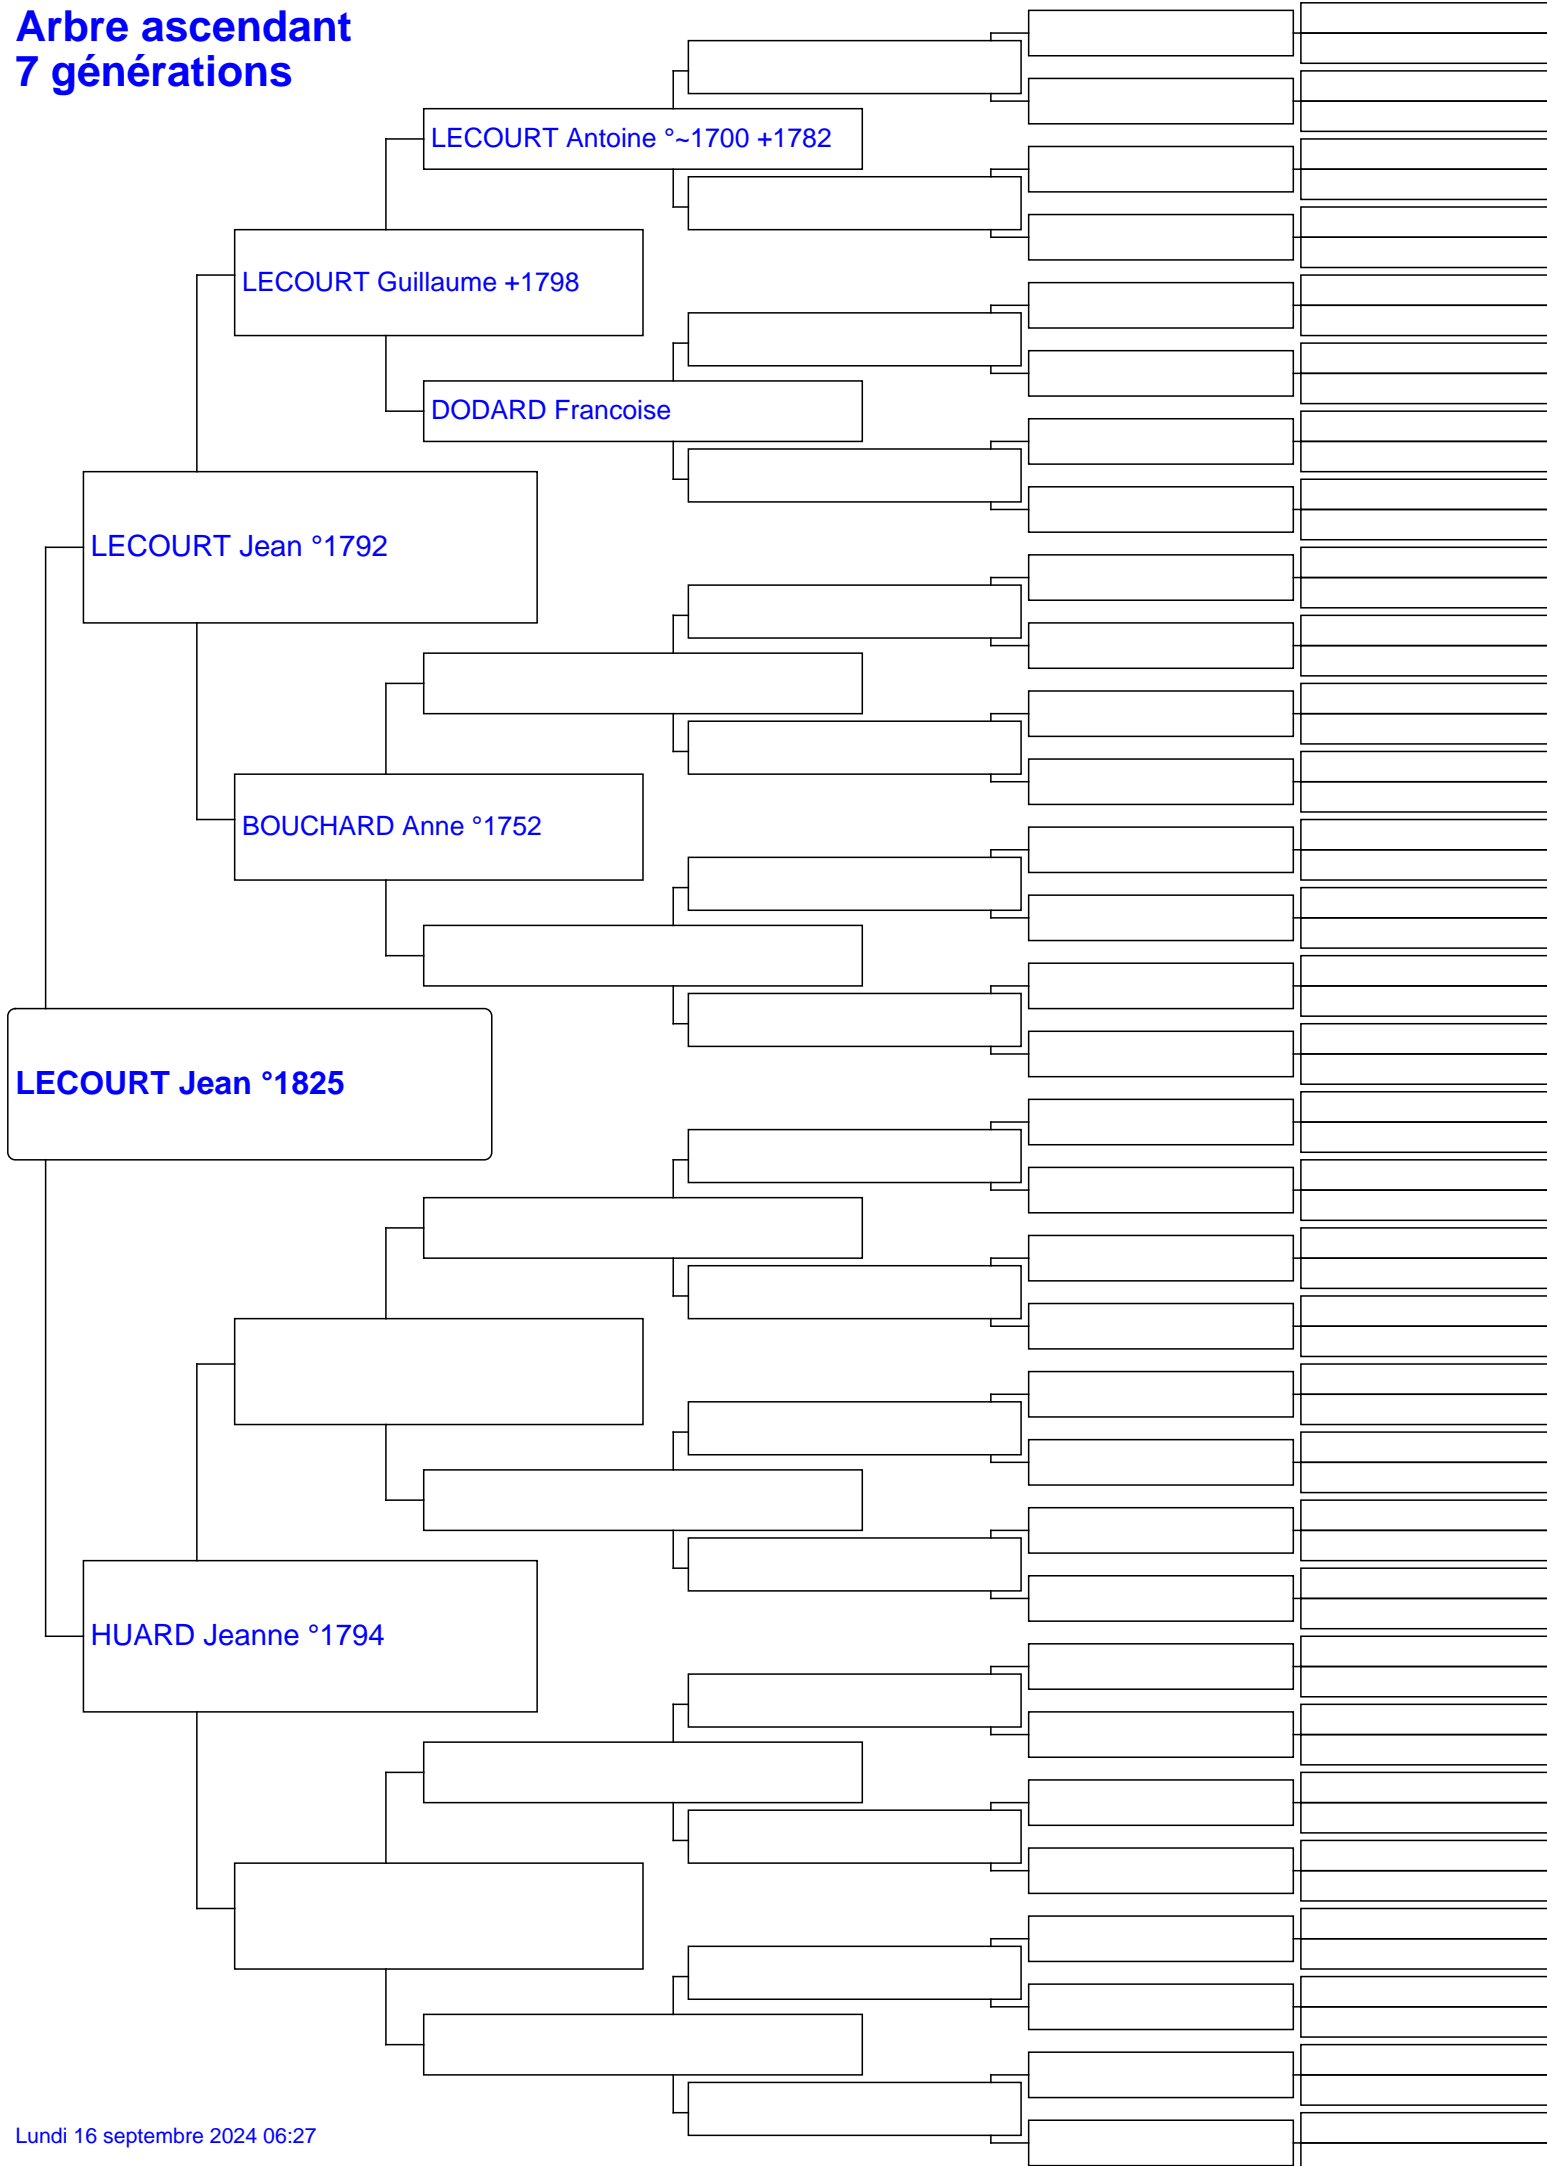 Arbre ascendant
7 générations
LECOURT Antoine °~1700 +1782
LECOURT Guillaume +1798
DODARD Francoise
LECOURT Jean °1792
BOUCHARD Anne °1752
LECOURT Jean °1825
HUARD Jeanne °1794
Lundi 16 septembre 2024 06:27